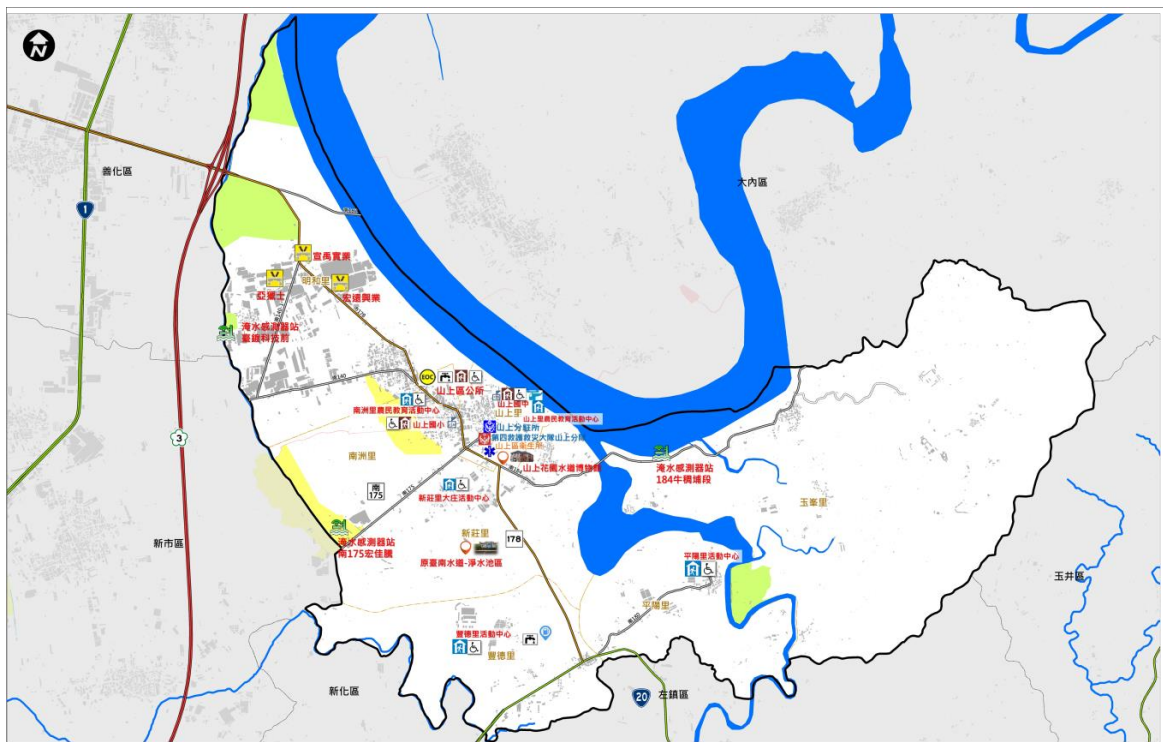 N
善化區
大內區
1
宣禹實業
明和里
宏遠興業
淹水感測器站
南140
EOC
山上區公所
南洲里農民教育活動中心
山上國中
山上里
山上里農民教育活動中心
山上國小
山上分駐所
第四救護救災大隊山上分隊
山上區衛生所
3
山上花園水道博物館
南洲里
淹水感測器站
184牛稠埔段
南
175
南175
新莊里大庄活動中心
玉峯里
新市區
淹水感測器站
南175宏佳騰
新莊里
178
原臺南水道-淨水池區
平陽里活動中心
玉井區
平陽里
豐德里活動中心
豐德里
新化區
20
左鎮區